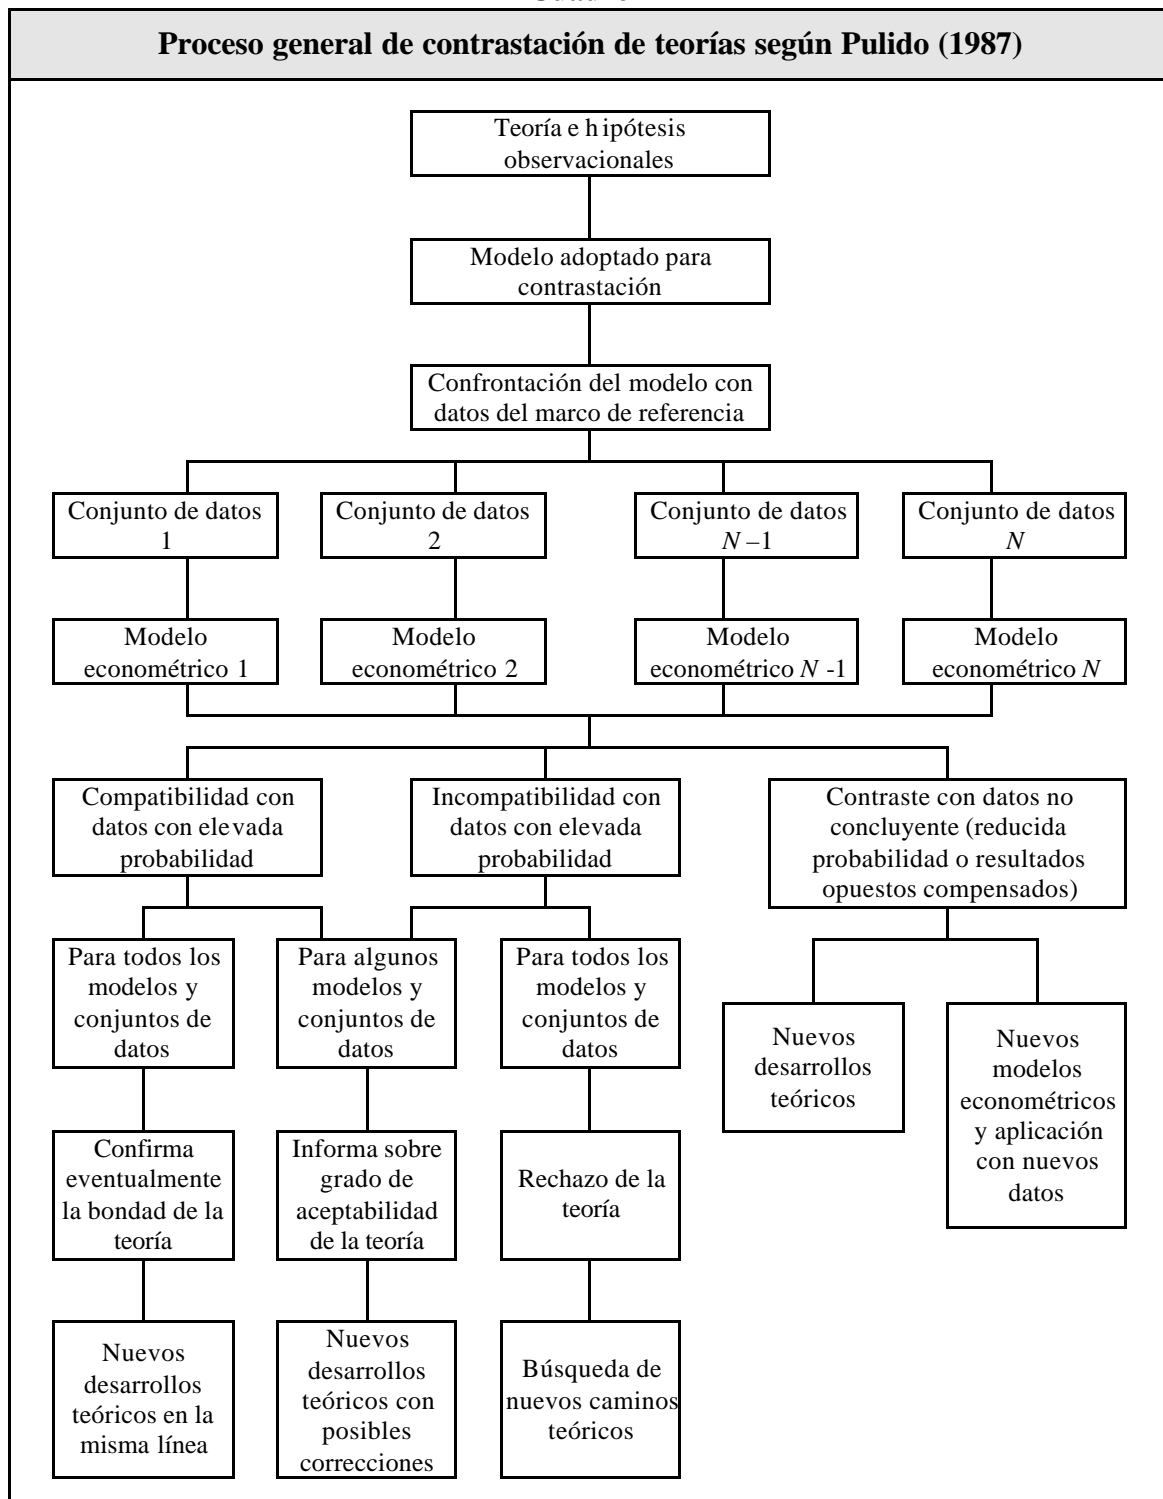 Proceso general de contrastación de teorías según Pulido (1987)
Teoría e hipótesis
observacionales
Modelo adoptado para
contrastación
Confrontación del modelo con
datos del marco de referencia
Conjunto de datos
1
Conjunto de datos
2
Conjunto de datos
N–1
Conjunto de datos
N
Modelo
econométrico 1
Modelo
econométrico 2
Modelo
econométrico N -1
Modelo
econométrico N
Compatibilidad con
datos con elevada
probabilidad
Incompatibilidad con
datos con elevada
probabilidad
Contraste con datos no
concluyente (reducida
probabilidad o resultados
opuestos compensados)
Para todos los
modelos y
conjuntos de
datos
Para algunos
modelos y
conjuntos de
datos
Para todos los
modelos y
conjuntos de
datos
Nuevos
desarrollos
teóricos
Nuevos
modelos
econométricos
y aplicación
con nuevos
datos
Confirma
eventualmente
la bondad de la
teoría
Informa sobre
grado de
aceptabilidad
de la teoría
Rechazo de la
teoría
Nuevos
desarrollos
teóricos en la
misma línea
Nuevos
desarrollos
teóricos con
posibles
correcciones
Búsqueda de
nuevos caminos
teóricos